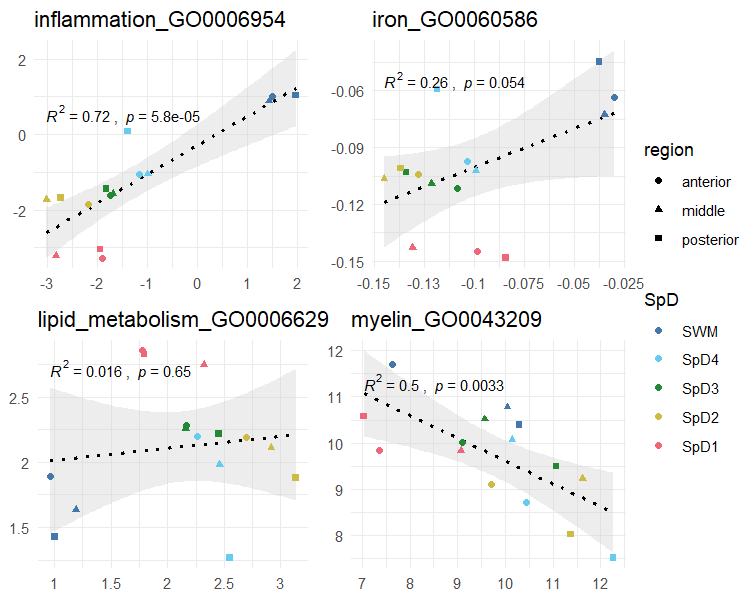 inflammation_GO0006954
R2 = 0.72 , p = 5.8e-05
2
0
-2
-3 -2 -1 0 1 2
iron_GO0060586
R2 = 0.26 , p = 0.054
-0.06
-0.09
-0.12
-0.15
-0.15 -0.125 -0.1 -0.075 -0.05 -0.025
lipid_metabolism_GO0006629
R2 = 0.016 , p = 0.65
2.5
2
1.5
1 1.5 2 2.5 3
myelin_GO0043209
R2 = 0.5 , p = 0.0033
12
11
10
9
8
7 8 9 10 11 12
region
anterior
middle
posterior
SpD
SWM
SpD4
SpD3
SpD2
SpD1